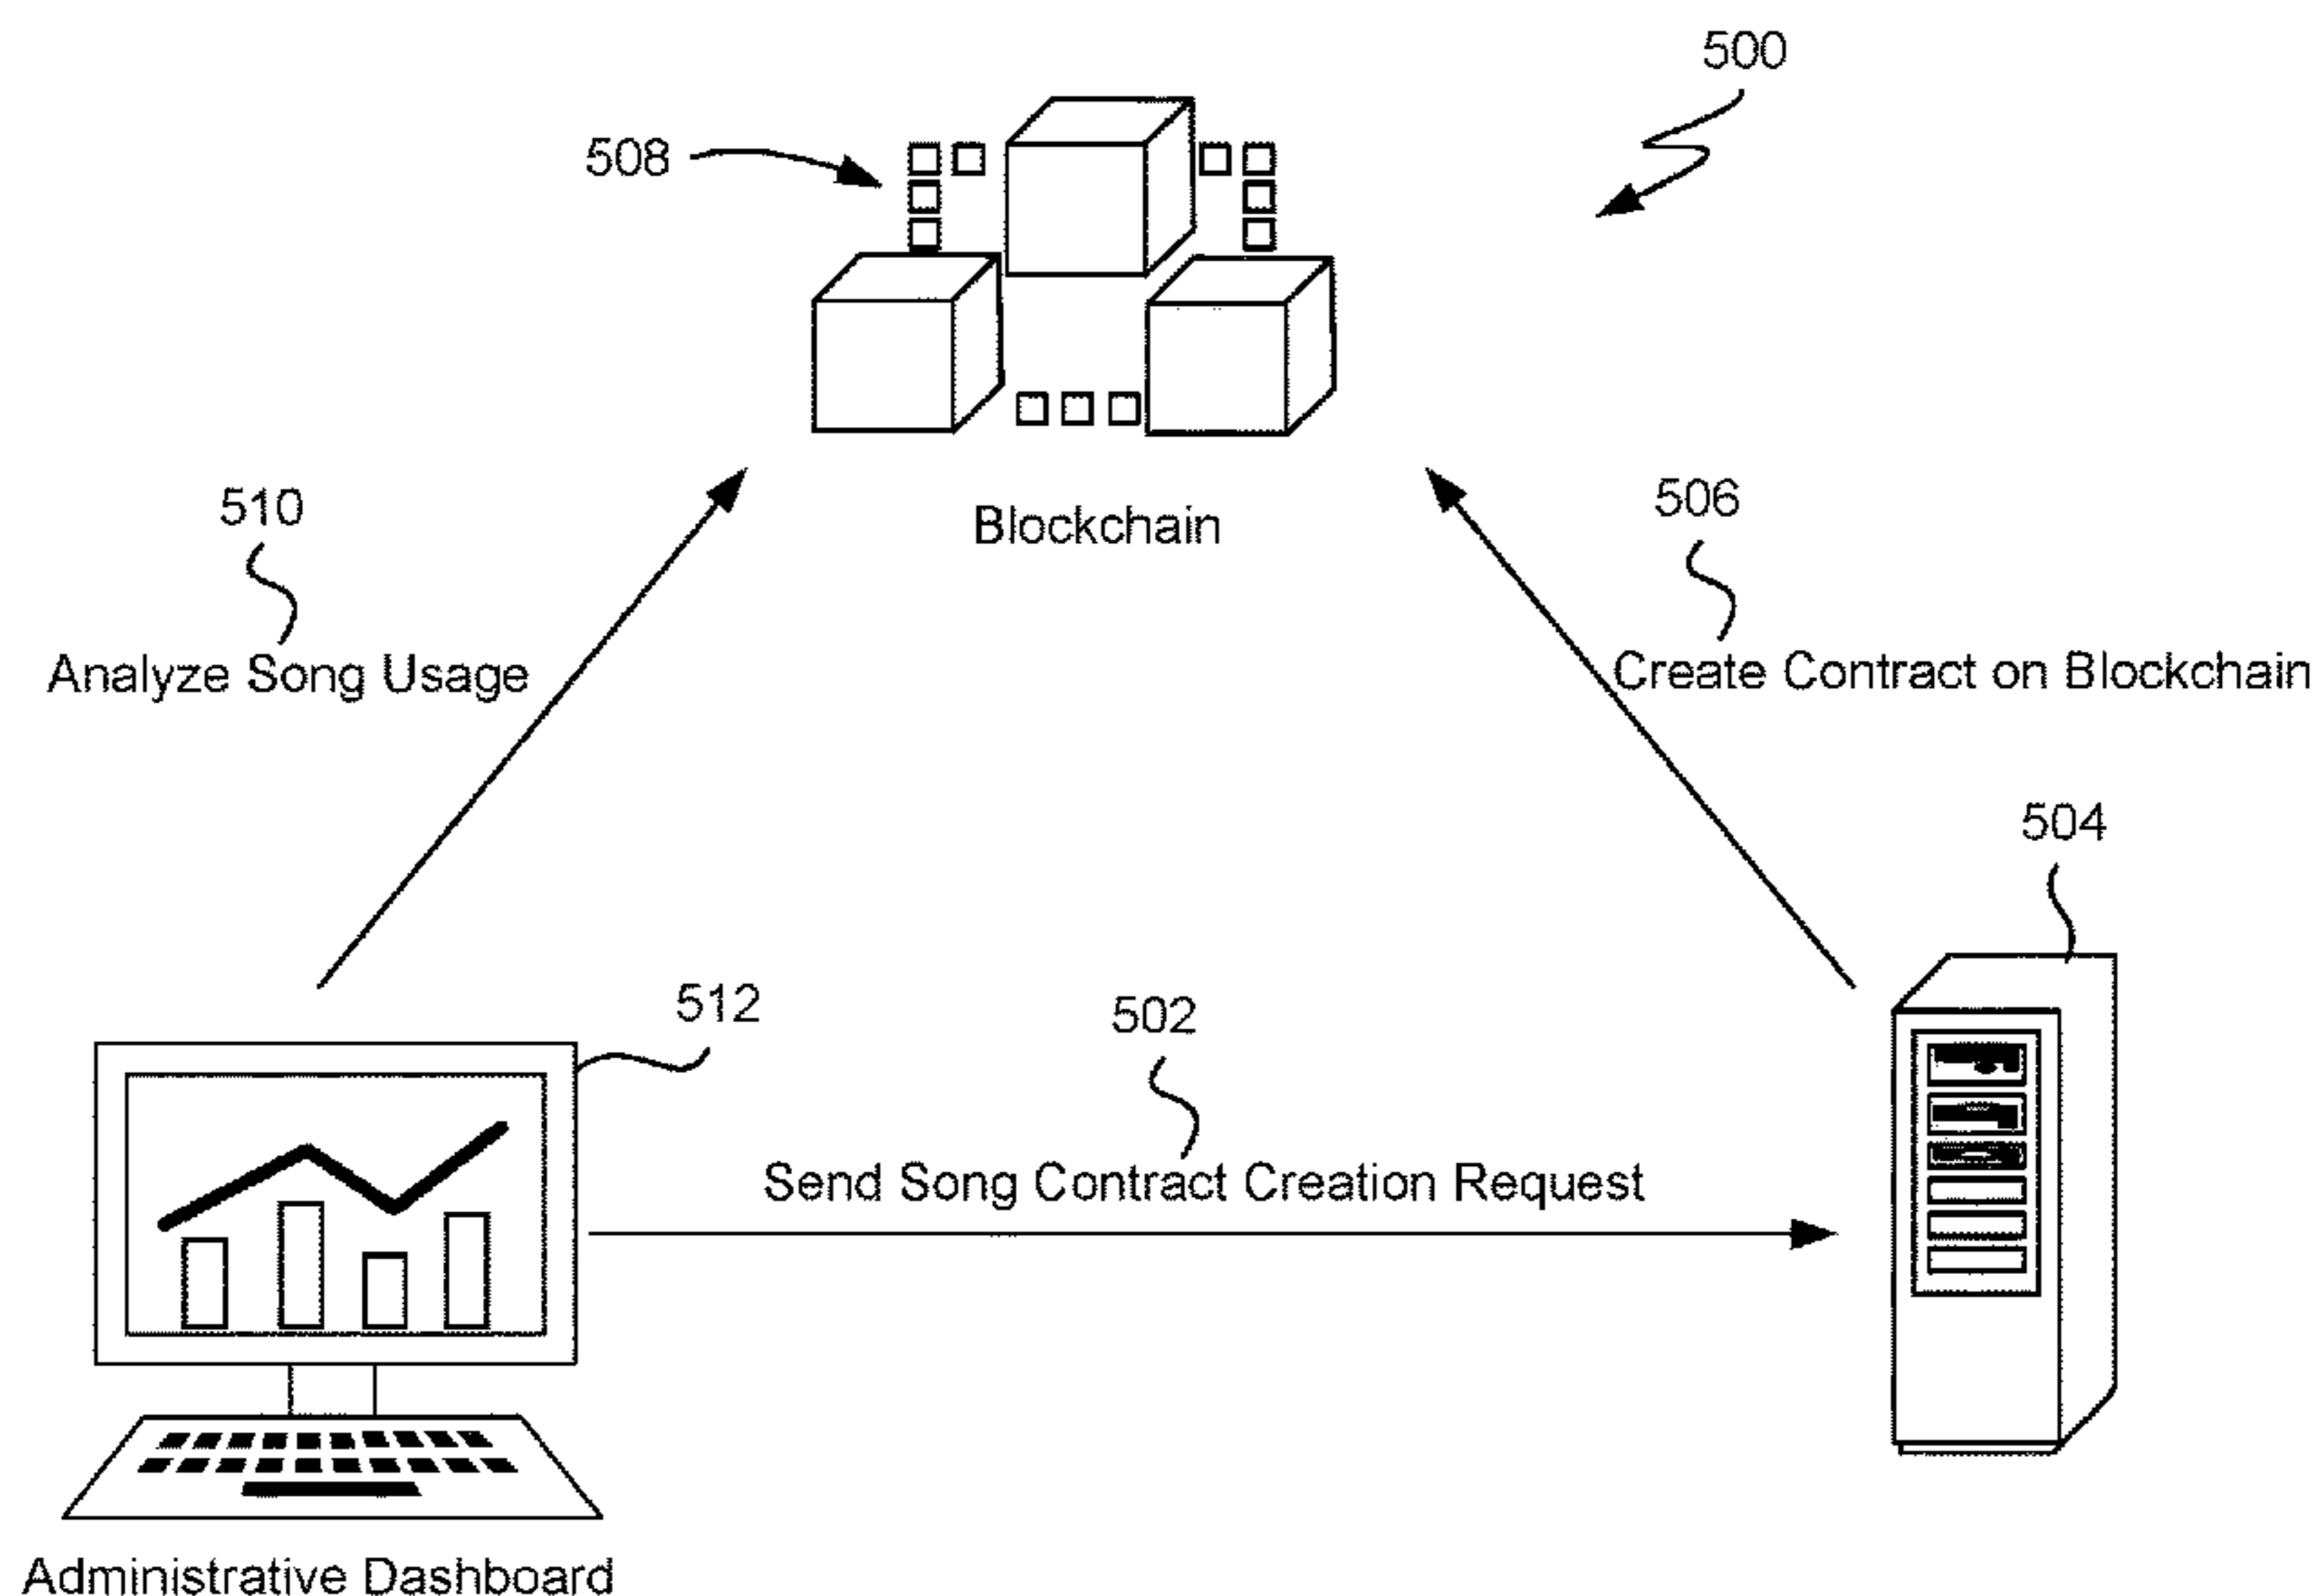 500
508
510
Blockchain
506
Analyze Song Usage
Create Contract on Blockchain
504
512
502
Send Song Contract Creation Request
Administrative Dashboard